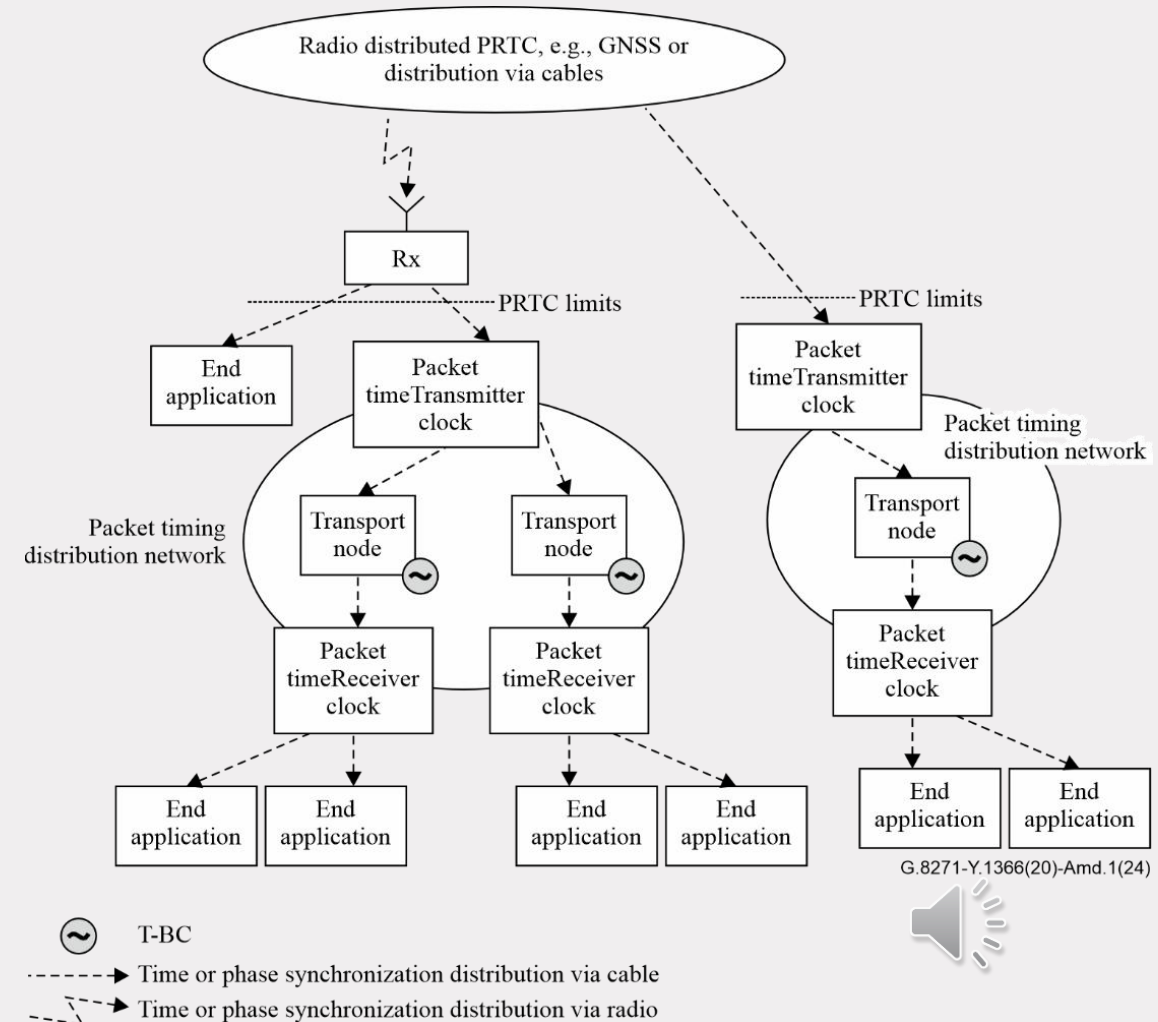 Radio distributed PRTC, e.g., GNSS or
distribution via cables
Rx
PRTC limits
PRTC limits
End
application
Packet
timeTransmitter
clock
Packet
timeTransmitter
clock
Packet timing
distribution network
Packet timing
distribution network
Transport
node
Transport
node
Transport
node
Packet
timeReceiver
clock
Packet
timeReceiver
clock
Packet
timeReceiver
clock
End
application
End
application
End
application
End
application
End
application
End
application
G.8271-Y.1366(20)-Amd.1(24)
T-BC
Time or phase synchronization distribution via cable
Time or phase synchronization distribution via radio